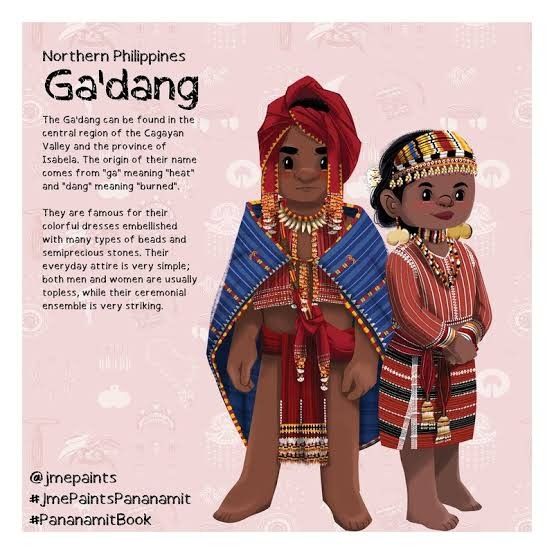 Northern Philippines
Ga'dang
The Ga'dang can be found in the
central region of the Cagayan
Valley and the province of
Isabela. The origin of their name
comes from "ga" meaning "heat"
and "dang" meaning "burned".
They are famous for their
colorful dresses embellished
with many types of beads and
semiprecious stones. Their
everyday attire is very simple;
both men and women are usually
topless, while their ceremonial
ensemble is very striking.
@jmepaints
#JmePaintsPananamit
#PananamitBook